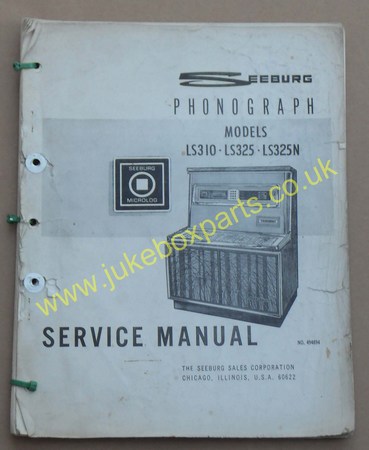 SEEBURG
PHONOGRAPH
MODELS
LS310 • LS325 • LS325N
SEEBURG
MICROLOG
www.jukeboxparts.co.uk
SERVICE MANUAL
NO.
THE SEEBURG SALES CORPORATION
CHICAGO, ILLINOIS, U.S.A. 60622